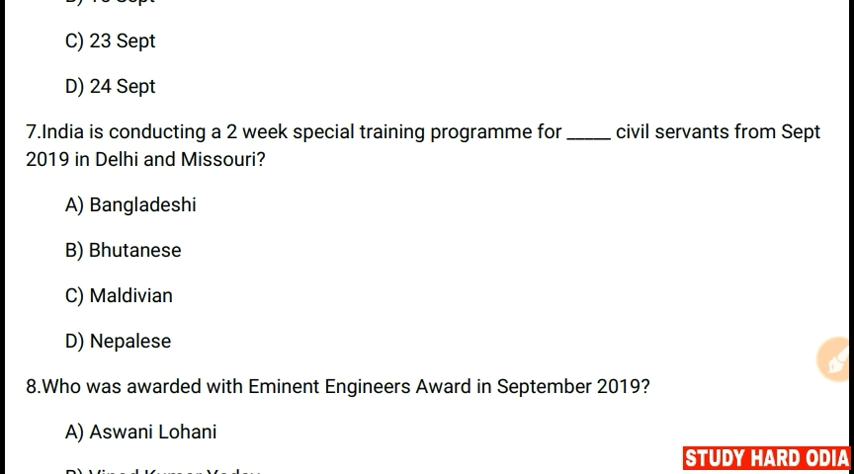 C) 23 Sept
D) 24 Sept
7.India is conducting a 2 week special training programme for _____ civil servants from Sept
2019 in Delhi and Missouri?
A) Bangladeshi
B) Bhutanese
C) Maldivian
D) Nepalese
8.Who was awarded with Eminent Engineers Award in September 2019?
A) Aswani Lohani
STUDY HARD ODIA